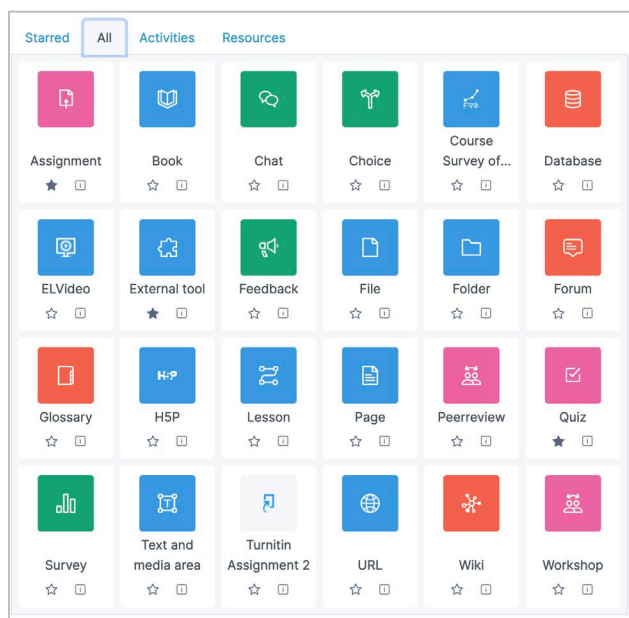 Starred All Activities Resources
Course
Assignment Book Chat Choice Survey of... Database
ELVideo External tool Feedback File Folder Forum
H5P
Glossary H5P Lesson Page Peerreview Quiz
T
Text and Turnitin
Survey media area Assignment 2 URL Wiki Workshop